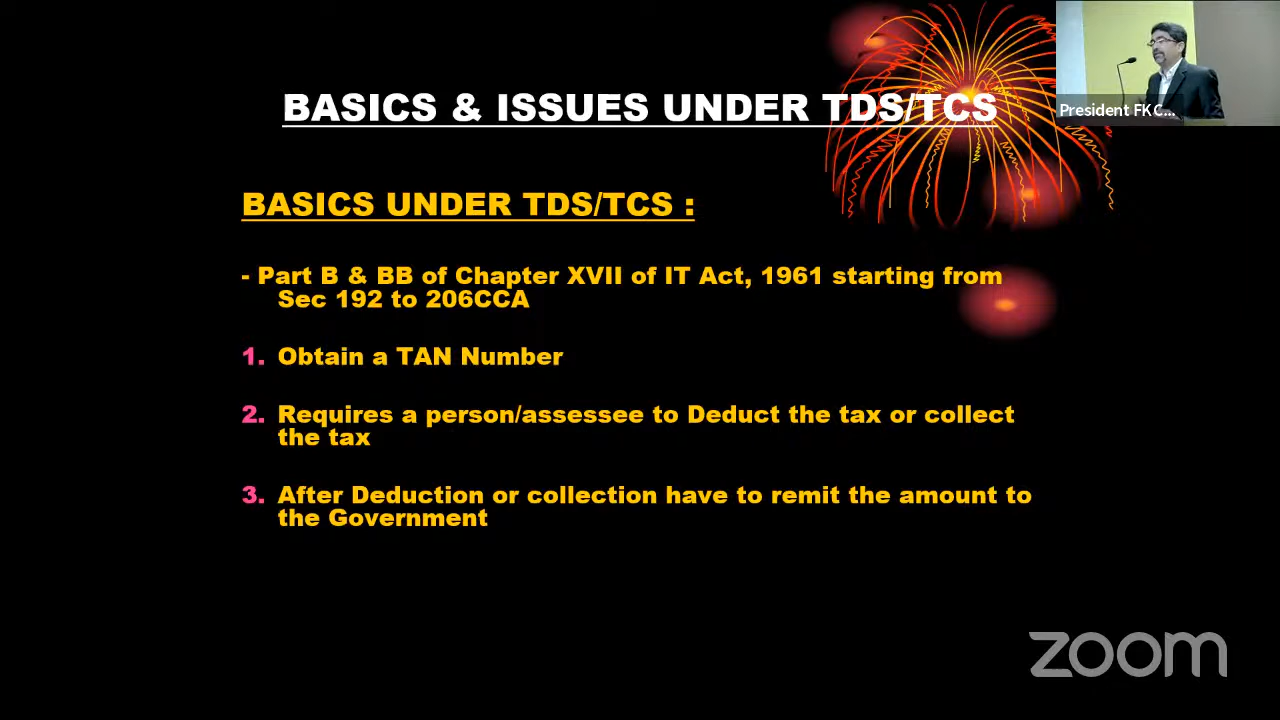 BASICS & ISSUES UNDER TDS/TCS
President FKC...
BASICS UNDER TDS/TCS :
- Part B & BB of Chapter XVII of IT Act, 1961 starting from
Sec 192 to 206CCA
1. Obtain a TAN Number
2. Requires a person/assessee to Deduct the tax or collect
the tax
3. After Deduction or collection have to remit the amount to
the Government
zoom